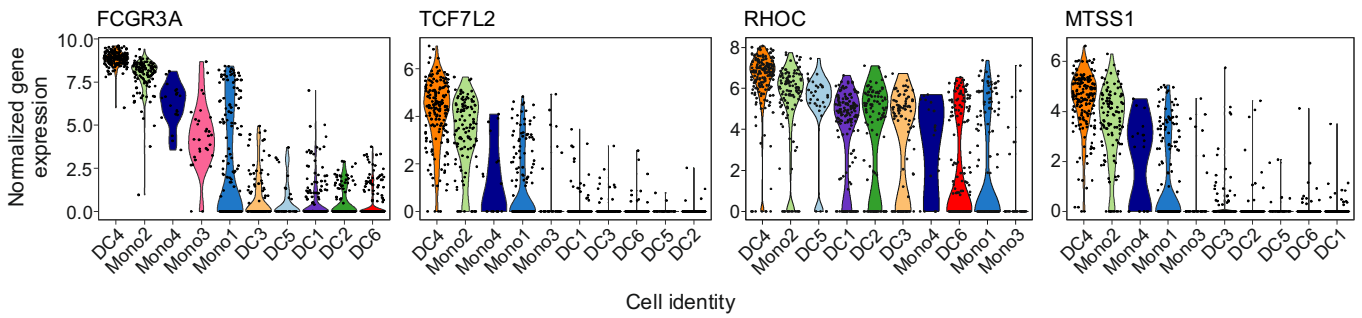 FCGR3A
TCF7L2
RHOC
MTSS1
Normalized gene
expression
10.0
7.5
5.0
2.5
0.0
6
4
2
0
8
6
4
2
0
6
4
2
0
DC4 Mono2 Mono4 Mono3 Mono1 DC3 DC5 DC1 DC2 DC6
DC4 Mono2 Mono4 Mono1 Mono3 DC1 DC3 DC6 DC5 DC2
DC4 Mono2 DC5 DC1 DC2 DC3 Mono4 DC6 Mono1 Mono3
DC4 Mono2 Mono4 Mono1 Mono3 DC3 DC2 DC5 DC6 DC1
Cell identity